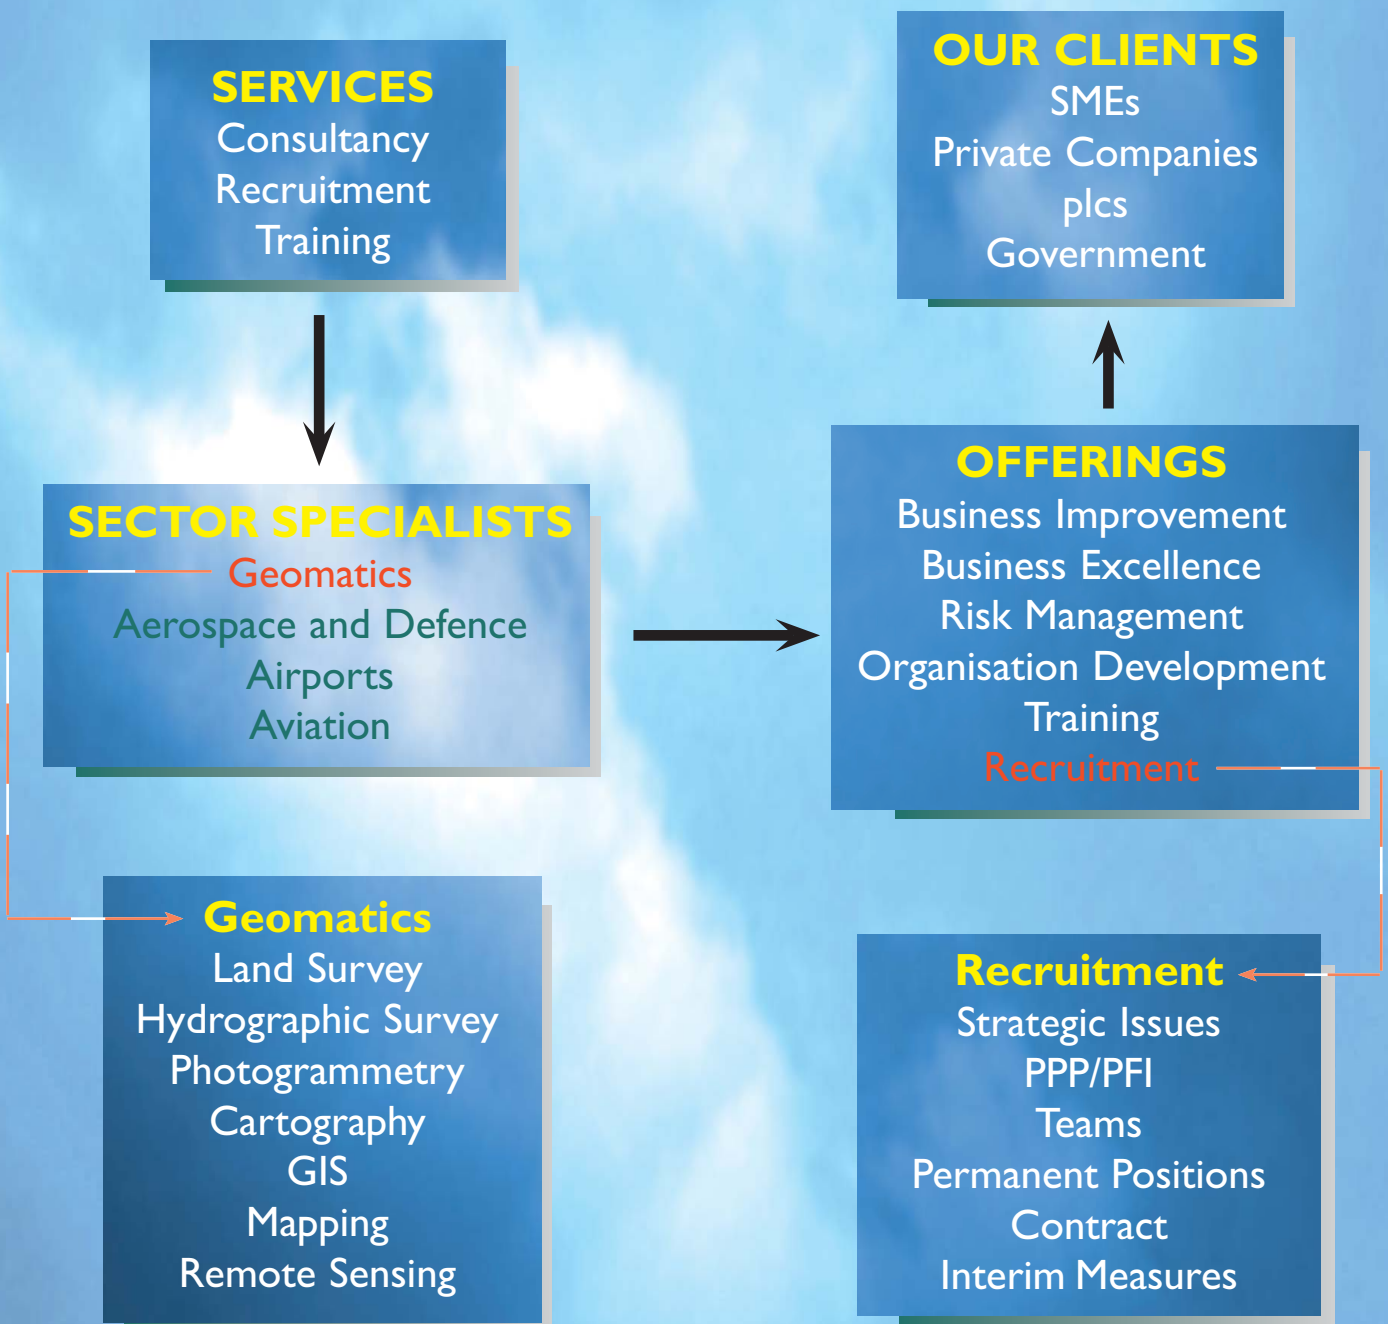 SERVICES
Consultancy
Recruitment
Training
SECTOR SPECIALISTS
Geomatics
Aerospace and Defence
Airports
Aviation
Geomatics
Land Survey
Hydrographic Survey
Photogrammetry
Cartography
GIS
Mapping
Remote Sensing
OUR CLIENTS
SMEs
Private Companies
plcs
Government
OFFERINGS
Business Improvement
Business Excellence
Risk Management
Organisation Development
Training
Recruitment
Recruitment
Strategic Issues
PPP/PFI
Teams
Permanent Positions
Contract
Interim Measures